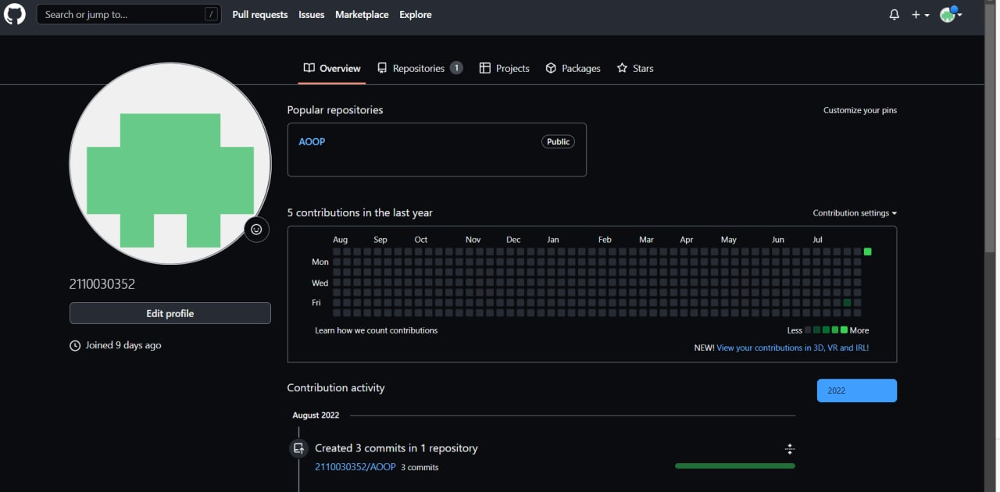 Search or jump to... /
Pull requests Issues Marketplace Explore
Overview Repositories 1 Projects Packages Stars
Popular repositories Customize your pins
AOOP Public
5 contributions in the last year Contribution settings
Aug Sep Oct Nov Dec Jan Feb Mar Apr May Jun Jul
Mon
Wed
Fri
Learn how we count contributions Less More
NEW! View your contributions in 3D, VR and IRL!
2110030352
Edit profile
Joined 9 days ago
Contribution activity 2022
August 2022
Created 3 commits in 1 repository
2110030352/AOOP 3 commits